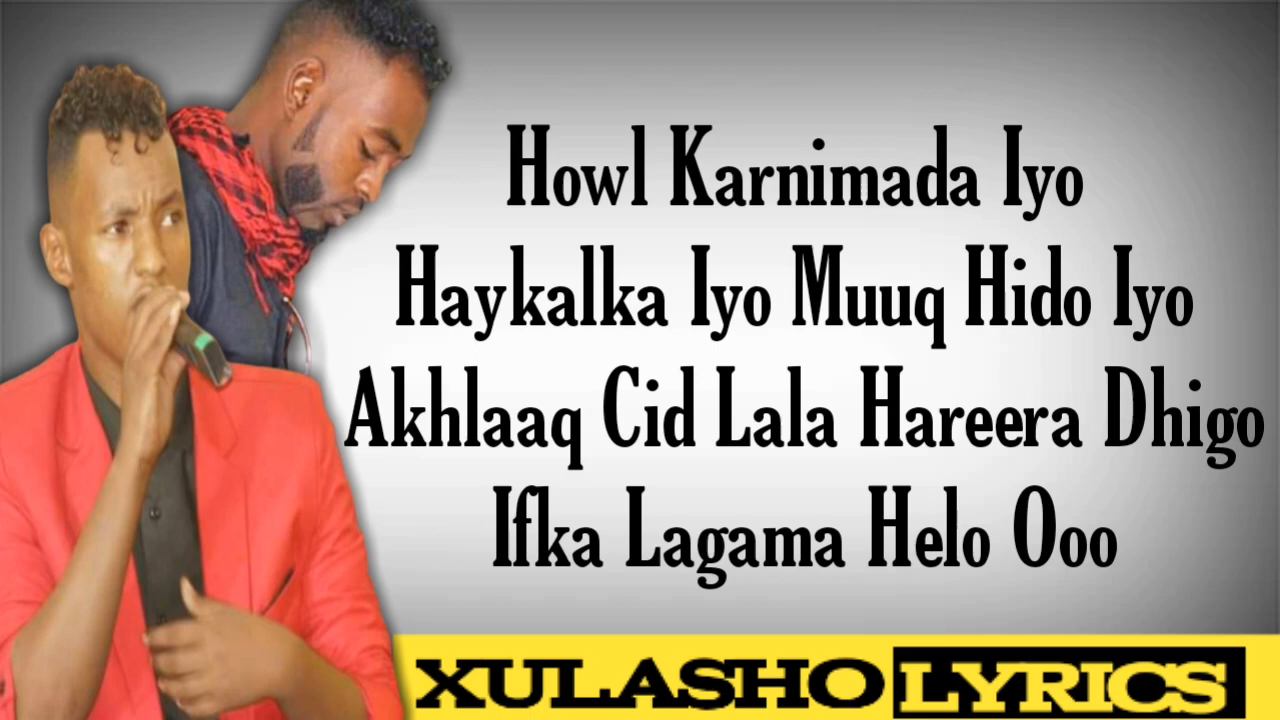 Howl Karnimada Iyo
Haykalka Iyo Muuq Hido Iyo
Akhlaaq Cid Lala Hareera Dhigo
Ifka Lagama Helo Ooo
XULASHO LYRICS